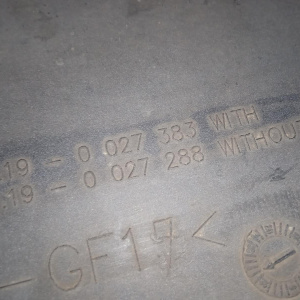 .19 - 0 027 383 WITH
.19 - 0 027 288 WITHOUT
-GF17<